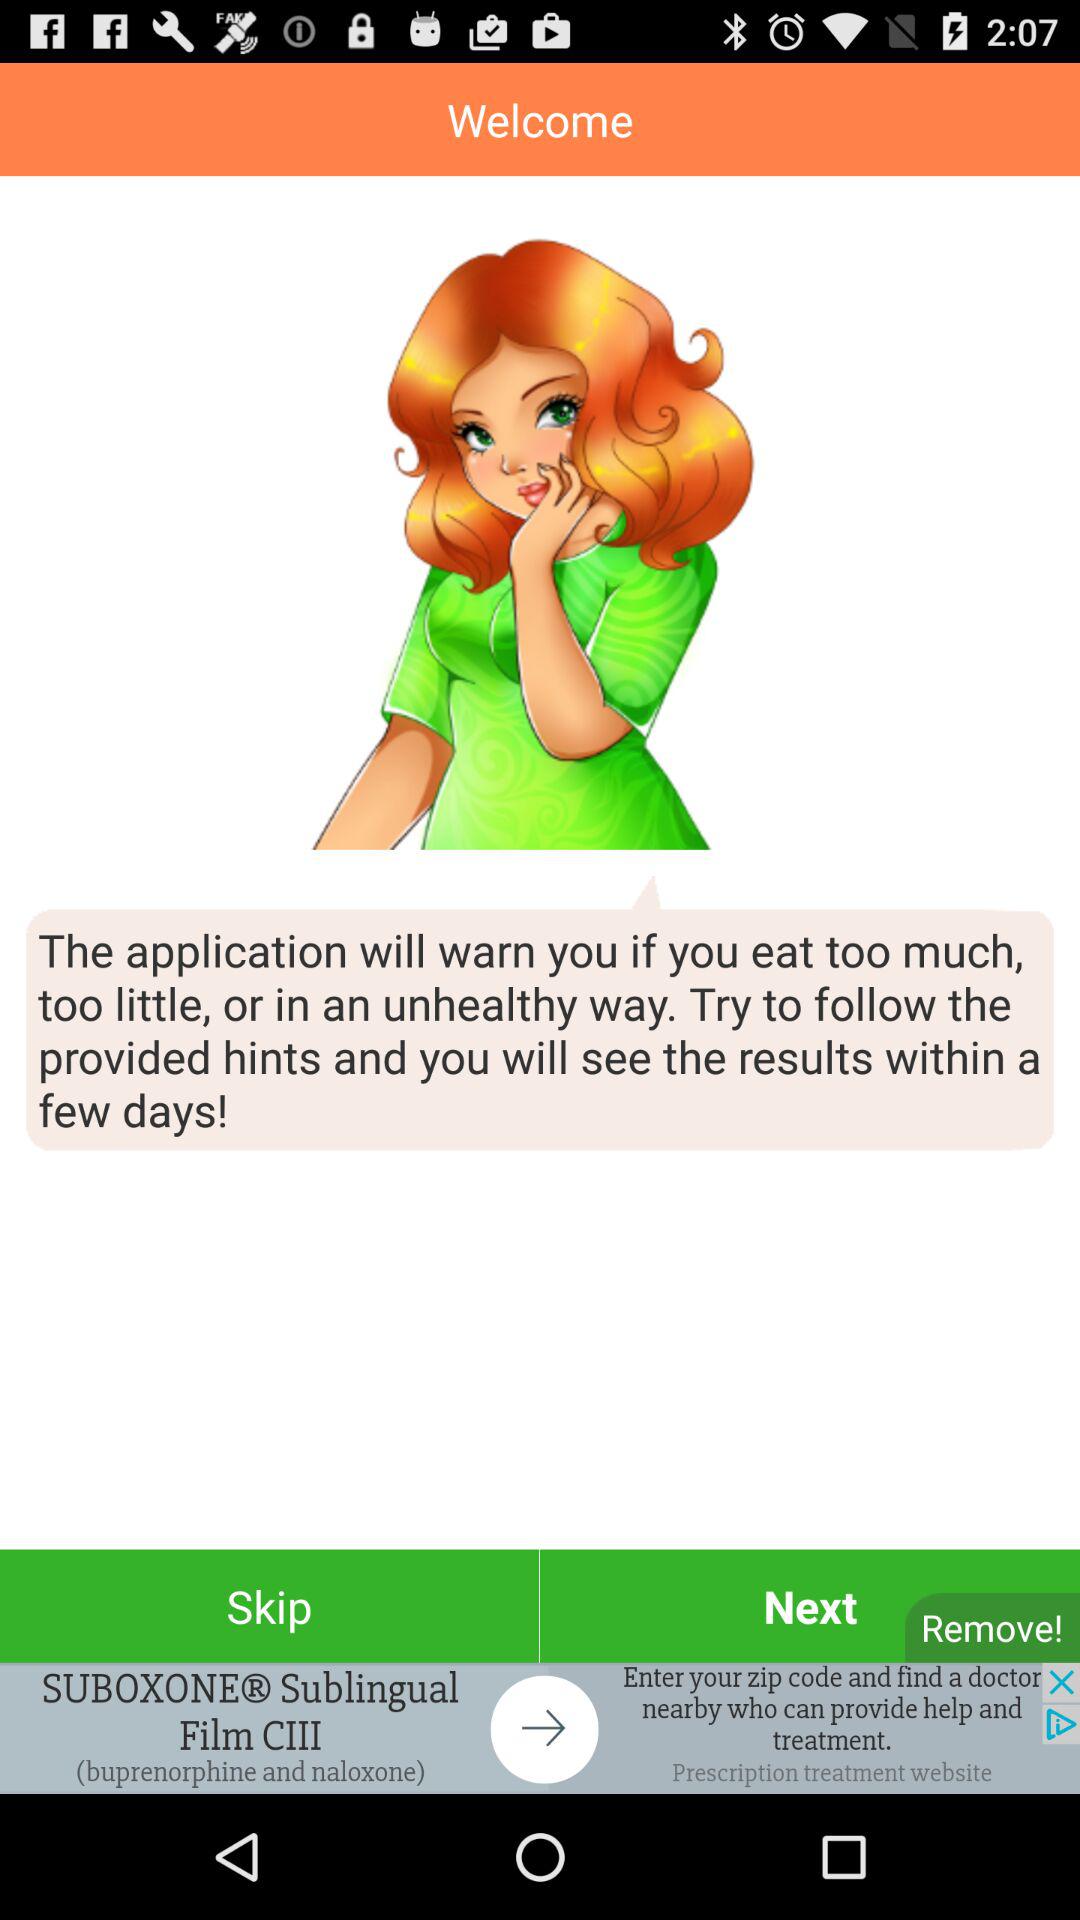 FAKE
2:07
Welcome
The application will warn you if you eat too much,
too little, or in an unhealthy way. Try to follow the
provided hints and you will see the results within a
few days!
Skip
Next
Remove!
SUBOXONE® Sublingual
Film CIII
(buprenorphine and naloxone)
Enter your zip code and find a doctor
nearby who can provide help and
treatment.
Prescription treatment website